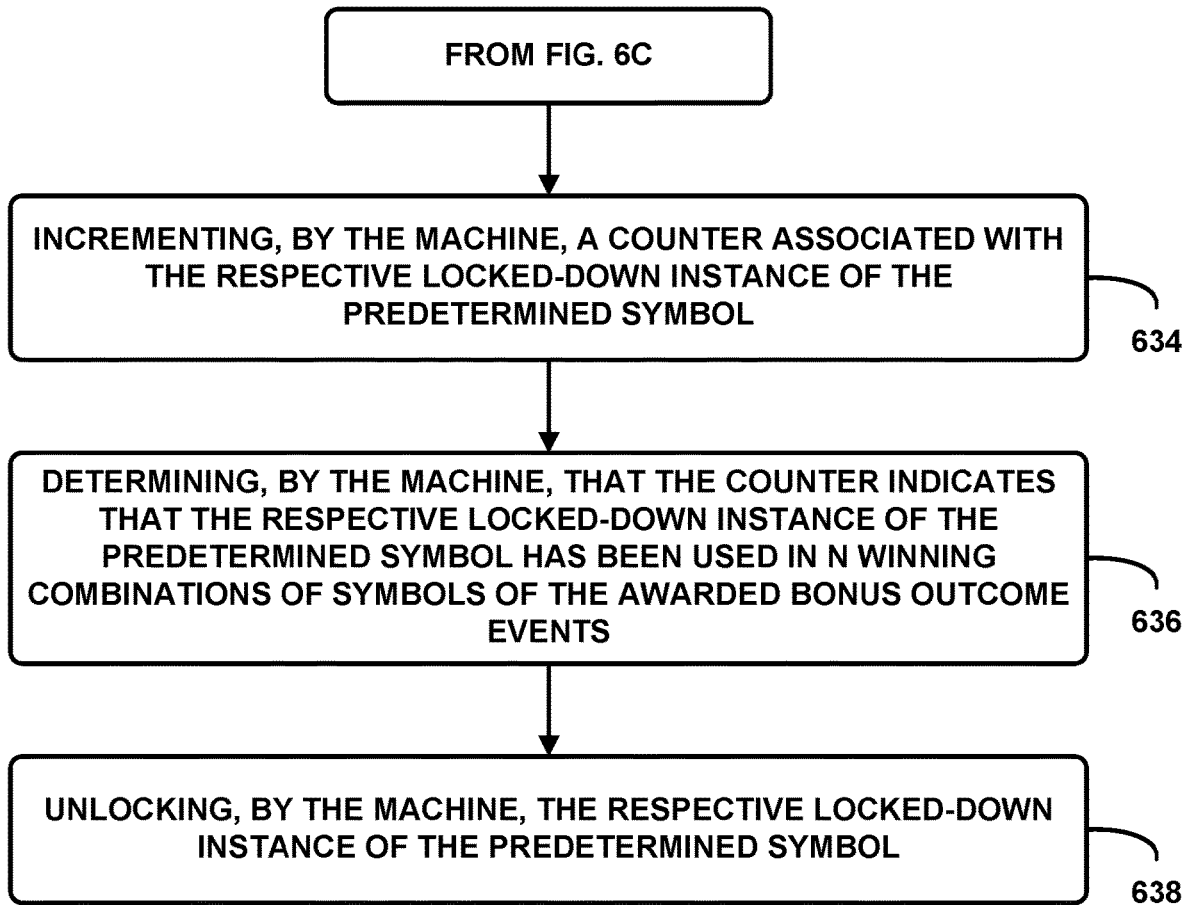 FROM FIG. 6C
INCREMENTING, BY THE MACHINE, A COUNTER ASSOCIATED WITH
THE RESPECTIVE LOCKED-DOWN INSTANCE OF THE
PREDETERMINED SYMBOL
634
DETERMINING, BY THE MACHINE, THAT THE COUNTER INDICATES
THAT THE RESPECTIVE LOCKED-DOWN INSTANCE OF THE
PREDETERMINED SYMBOL HAS BEEN USED IN N WINNING
COMBINATIONS OF SYMBOLS OF THE AWARDED BONUS OUTCOME
EVENTS
636
UNLOCKING, BY THE MACHINE, THE RESPECTIVE LOCKED-DOWN
INSTANCE OF THE PREDETERMINED SYMBOL
638